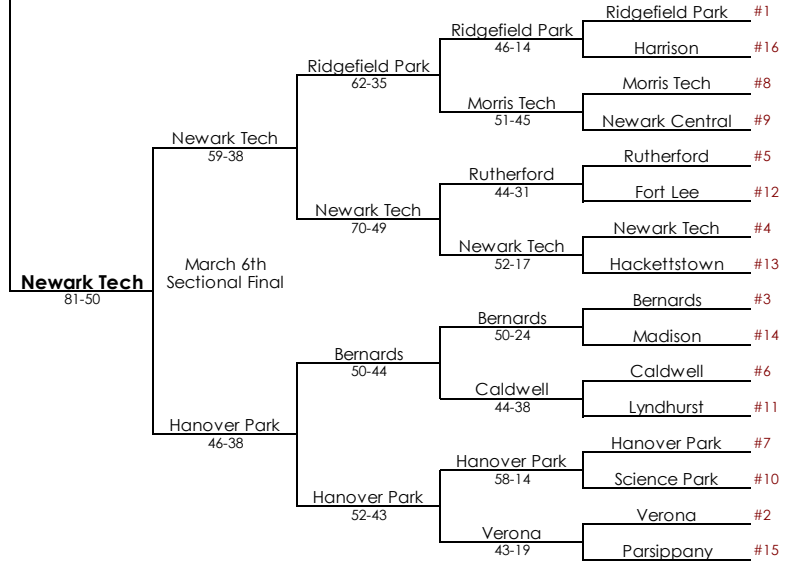 Ridgefield Park #1
Ridgefield Park
46-14
Harrison #16
Ridgefield Park
62-35
Morris Tech #8
Morris Tech
51-45
Newark Central #9
Newark Tech
59-38
Rutherford #5
Rutherford
44-31
Fort Lee #12
Newark Tech
70-49
Newark Tech #4
Newark Tech
52-17
Hackettstown #13
March 6th
Sectional Final
Newark Tech
81-50
Bernards #3
Bernards
50-24
Madison #14
Bernards
50-44
Caldwell #6
Caldwell
44-38
Lyndhurst #11
Hanover Park
46-38
Hanover Park #7
Hanover Park
58-14
Science Park #10
Hanover Park
52-43
Verona #2
Verona
43-19
Parsippany #15